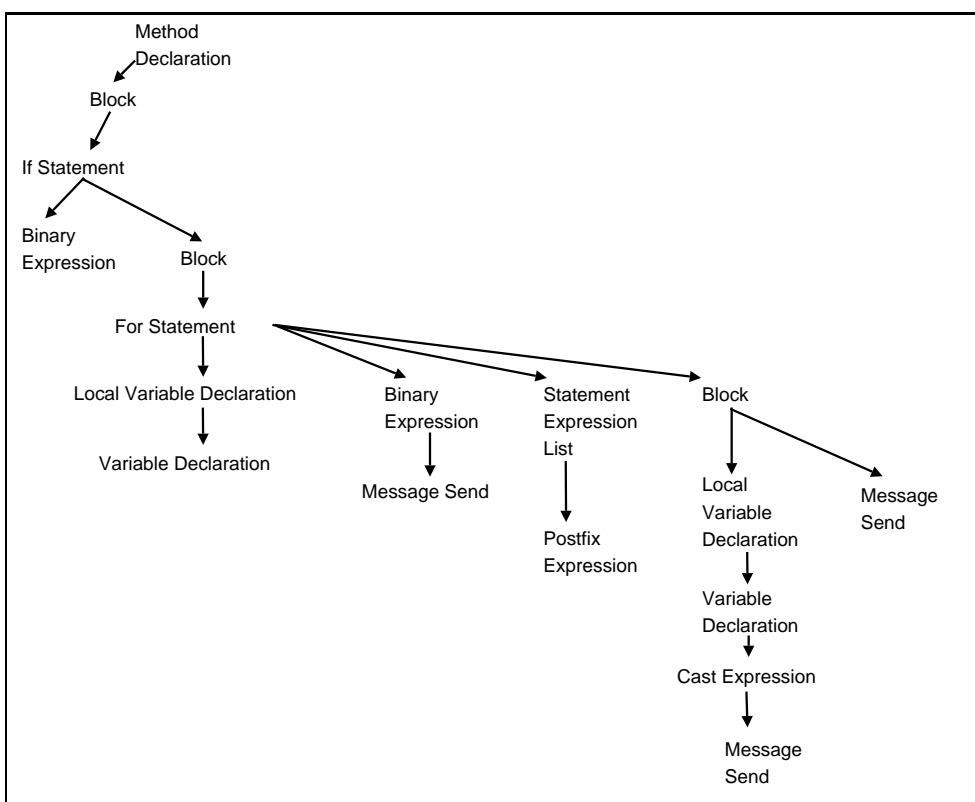 Method
Declaration
Block
If Statement
Binary
Expression
Block
For Statement
Local Variable Declaration
Binary
Expression
Statement
Expression
List
Block
Variable Declaration
Message Send
Local
Variable
Declaration
Message
Send
Postfix
Expression
Variable
Declaration
Cast Expression
Message
Send